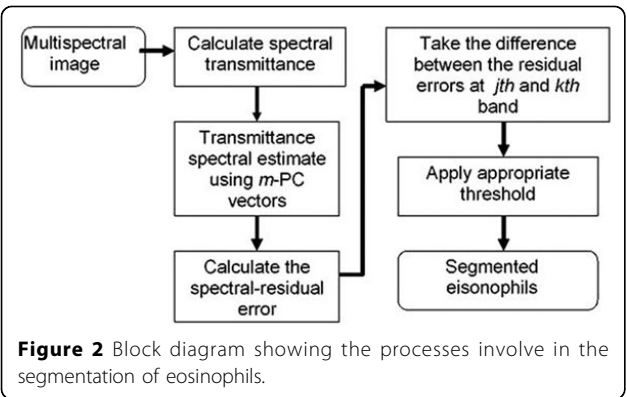 Multispectral
image
Calculate spectral
transmittance
Transmittance
spectral estimate
using m-PC
vectors
Calculate the
spectral-residual
error
Take the difference
between the residual
errors at jth and kth
band
Apply appropriate
threshold
Segmented
eisonophils
Figure 2 Block diagram showing the processes involve in the
segmentation of eosinophils.